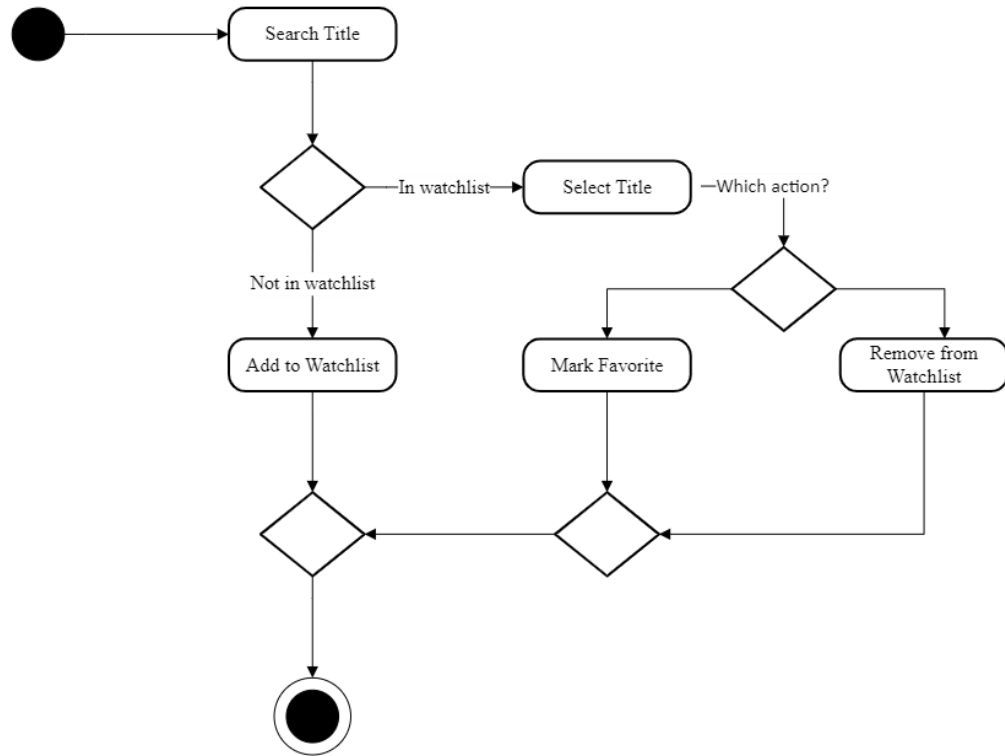 Search Title
In watchlist
Select Title
Which action?
Not in watchlist
Add to Watchlist
Mark Favorite
Remove from
Watchlist